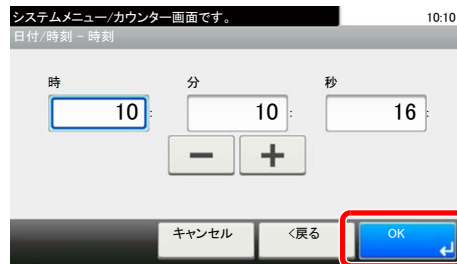 システムメニュー/カウンター画面です。 10:10
日付/時刻 - 時刻
時 分 秒
10 : 10 : 16 :
− +
キャンセル <戻る OK